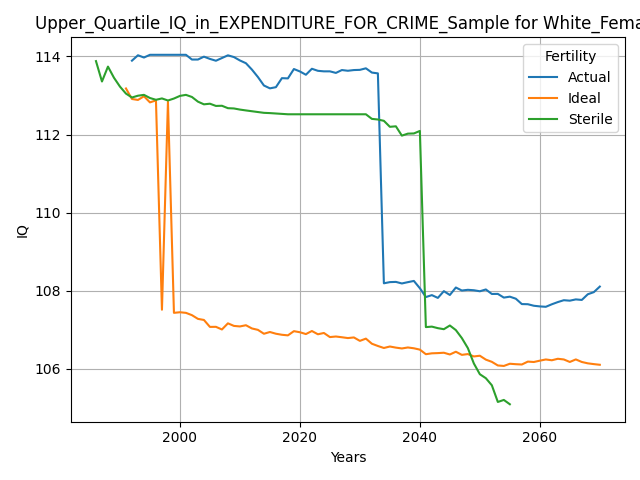 Upper_Quartile_IQ_in_EXPENDITURE_FOR_CRIME_Sample for White_Fema
Fertility
Actual
Ideal
Sterile
114
112
110
108
106
IQ
2000
2020
2040
2060
Years